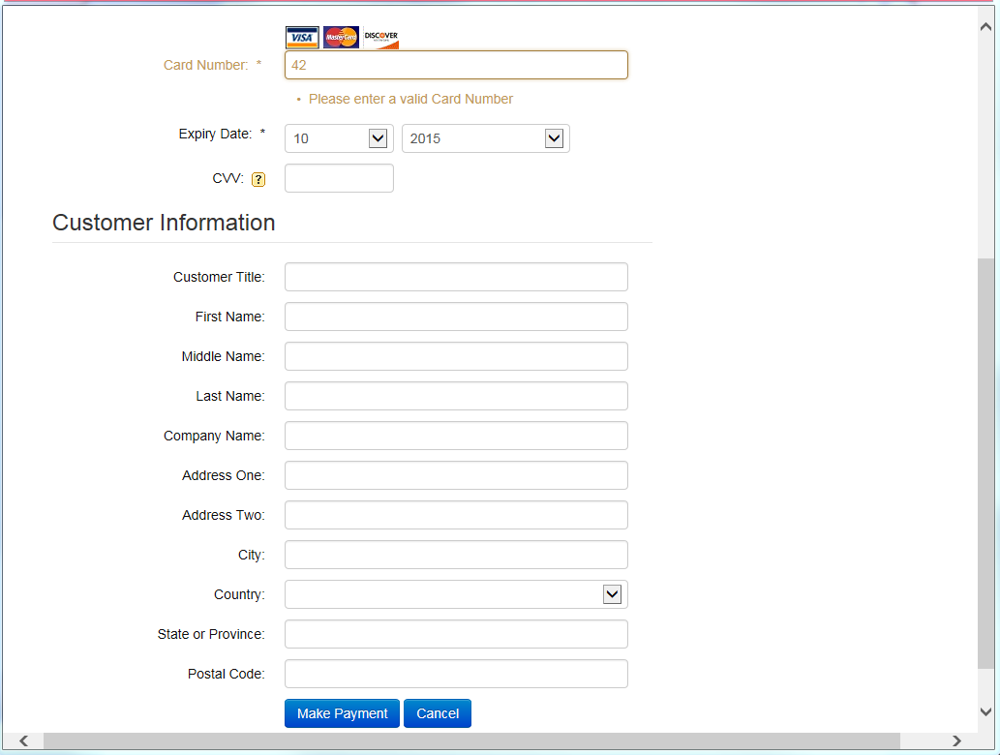 VISA MasterCard DISCOVER
Card Number: * 42
• Please enter a valid Card Number
Expiry Date: * 10 2015
CVV: ?
Customer Information
Customer Title:
First Name:
Middle Name:
Last Name:
Company Name:
Address One:
Address Two:
City:
Country:
State or Province:
Postal Code:
Make Payment Cancel